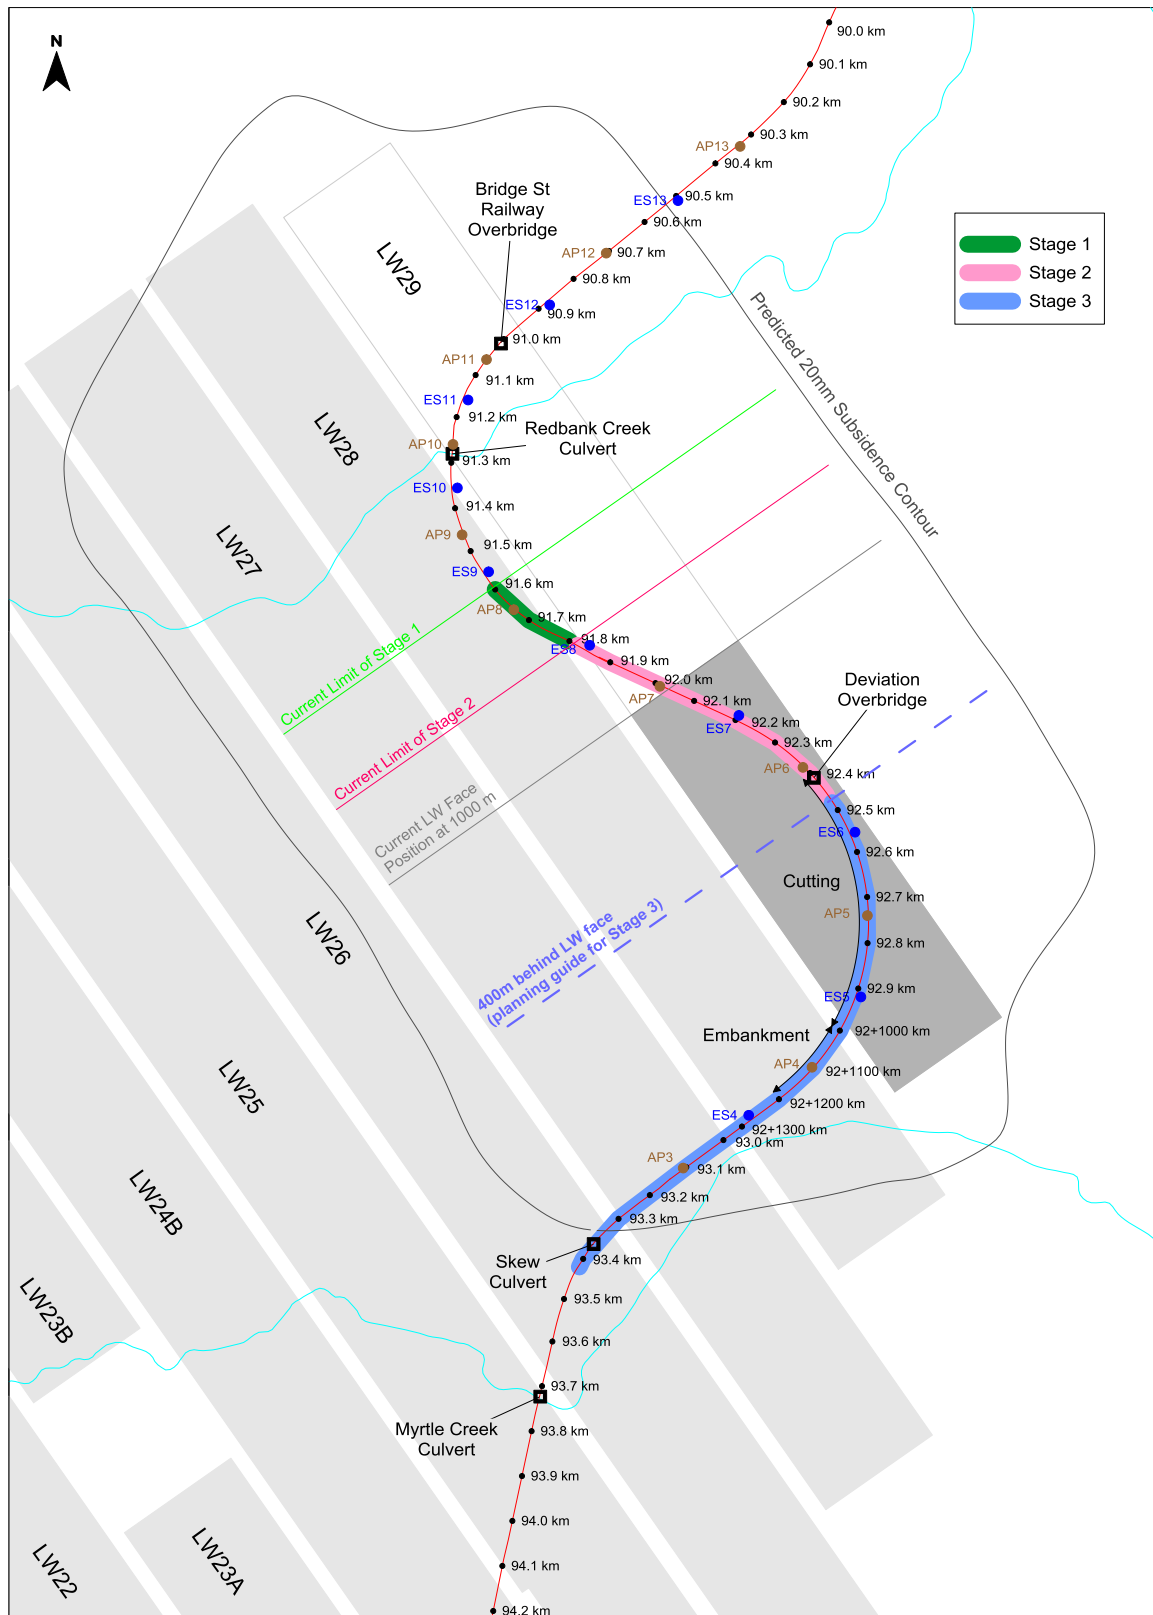 N
90.0 km
90.1 km
90.2 km
90.3 km
AP13
90.4 km
90.5 km
ES13
90.6 km
Bridge St
Railway
Overbridge
AP12
90.7 km
90.8 km
LW29
ES12
90.9 km
91.0 km
AP11
91.1 km
ES11
91.2 km
Stage 1
Stage 2
Stage 3
Predicted 20mm Subsidence Contour
LW28
AP10
Redbank Creek
Culvert
91.3 km
ES10
91.4 km
AP9
91.5 km
LW27
ES9
91.6 km
AP8
91.7 km
Current Limit of Stage 1
91.8 km
ES8
91.9 km
92.0 km
AP7
92.1 km
Deviation
Overbridge
ES7
92.2 km
92.3 km
Current Limit of Stage 2
AP6
92.4 km
92.5 km
Current LW Face
Position at 1000 m
ES6
92.6 km
Cutting
92.7 km
AP5
92.8 km
LW26
400m behind LW face
(planning guide for Stage 3)
92.9 km
ES5
Embankment
92+1000 km
AP4
92+1100 km
LW25
92+1200 km
ES4
92+1300 km
93.0 km
AP3
93.1 km
LW24B
93.2 km
93.3 km
Skew
Culvert
93.4 km
LW23B
93.5 km
93.6 km
93.7 km
Myrtle Creek
Culvert
93.8 km
93.9 km
94.0 km
LW22
LW23A
94.1 km
94.2 km